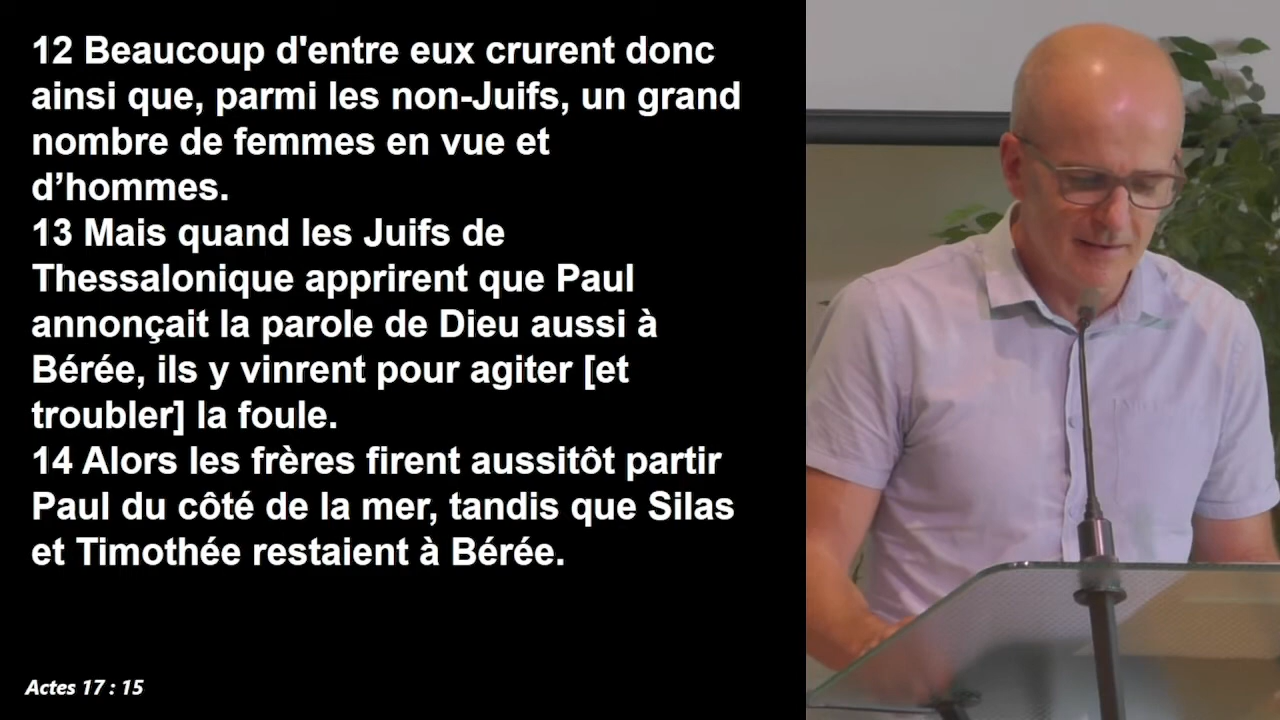 12 Beaucoup d'entre eux crurent donc
ainsi que, parmi les non-Juifs, un grand
nombre de femmes en vue et
d’hommes.
13 Mais quand les Juifs de
Thessalonique apprirent que Paul
annonçait la parole de Dieu aussi à
Bérée, ils y vinrent pour agiter [et
troubler] la foule.
14 Alors les frères firent aussitôt partir
Paul du côté de la mer, tandis que Silas
et Timothée restaient à Bérée.
Actes 17 : 15